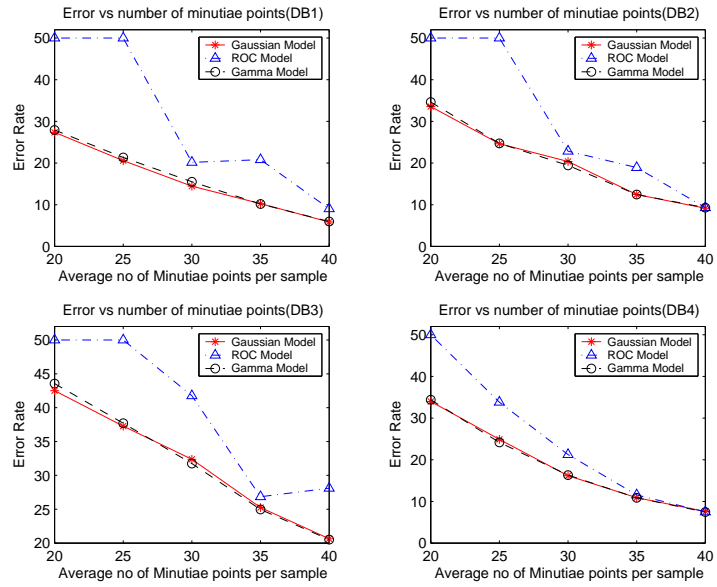 Error vs number of minutiae points(DB1)
50
40
30
20
10
0
Error Rate
Gaussian Model
ROC Model
Gamma Model
20 25 30 35 40
Average no of Minutiae points per sample
Error vs number of minutiae points(DB2)
50
40
30
20
10
0
Error Rate
Gaussian Model
ROC Model
Gamma Model
20 25 30 35 40
Average no of Minutiae points per sample
Error vs number of minutiae points(DB3)
50
45
40
35
30
25
20
Error Rate
Gaussian Model
ROC Model
Gamma Model
20 25 30 35 40
Average no of Minutiae points per sample
Error vs number of minutiae points(DB4)
50
40
30
20
10
0
Error Rate
Gaussian Model
ROC Model
Gamma Model
20 25 30 35 40
Average no of Minutiae points per sample